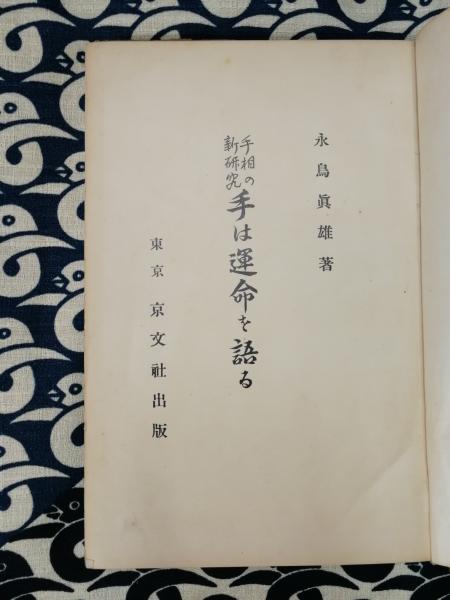 永鳥眞雄著
手相の
新研究
手は運命を語る
東京 京文社出版